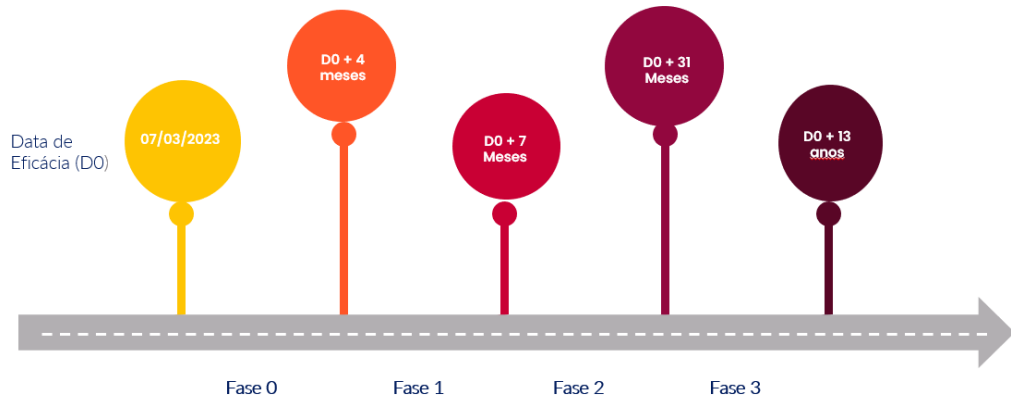 Data de
Eficácia (D0)
07/03/2023
D0 + 4
meses
D0 + 7
Meses
D0 + 31
Meses
D0 + 13
anos
Fase 0
Fase 1
Fase 2
Fase 3